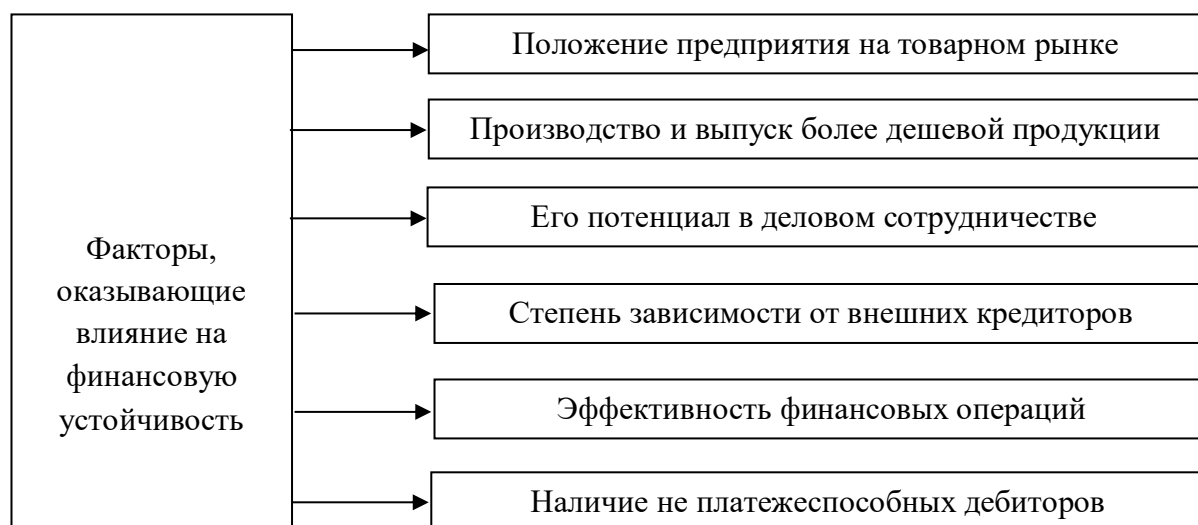 Факторы,
оказывающие
влияние на
финансовую
устойчивость
Положение предприятия на товарном рынке
Производство и выпуск более дешевой продукции
Его потенциал в деловом сотрудничестве
Степень зависимости от внешних кредиторов
Эффективность финансовых операций
Наличие не платежеспособных дебиторов